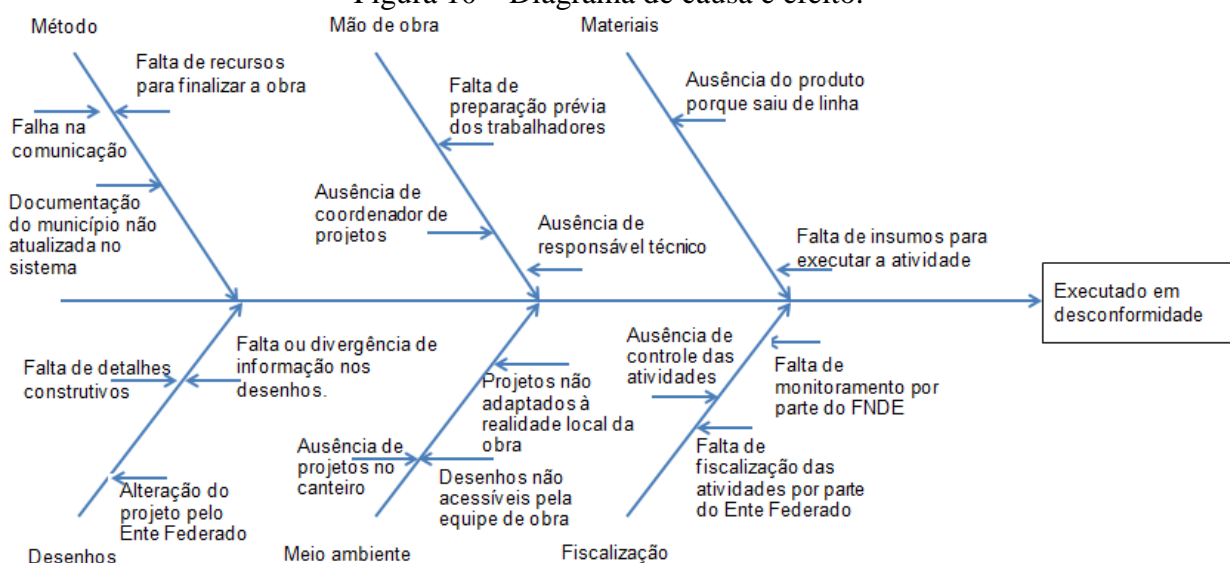 Figura 10 – Diagrama de causa e efeito.
Método
Mão de obra
Materiais
Falta de recursos
para finalizar a obra
Falha na
comunicação
Documentação
do município não
atualizada no
sistema
Falta de
preparação prévia
dos trabalhadores
Ausência de
coordenador de
projetos
Ausência de
responsável técnico
Ausência do produto
porque saiu de linha
Falta de insumos para
executar a atividade
Executado em
desconformidade
Falta de detalhes
construtivos
Falta ou divergência de
informação nos
desenhos.
Alteração do
projeto pelo
Ente Federado
Ausência de
projetos no
canteiro
Projetos não
adaptados à
realidade local da
obra
Desenhos não
acessíveis pela
equipe de obra
Ausência de
controle das
atividades
Falta de
monitoramento por
parte do FNDE
Falta de
fiscalização das
atividades por parte
do Ente Federado
Desenhos
Meio ambiente
Fiscalização